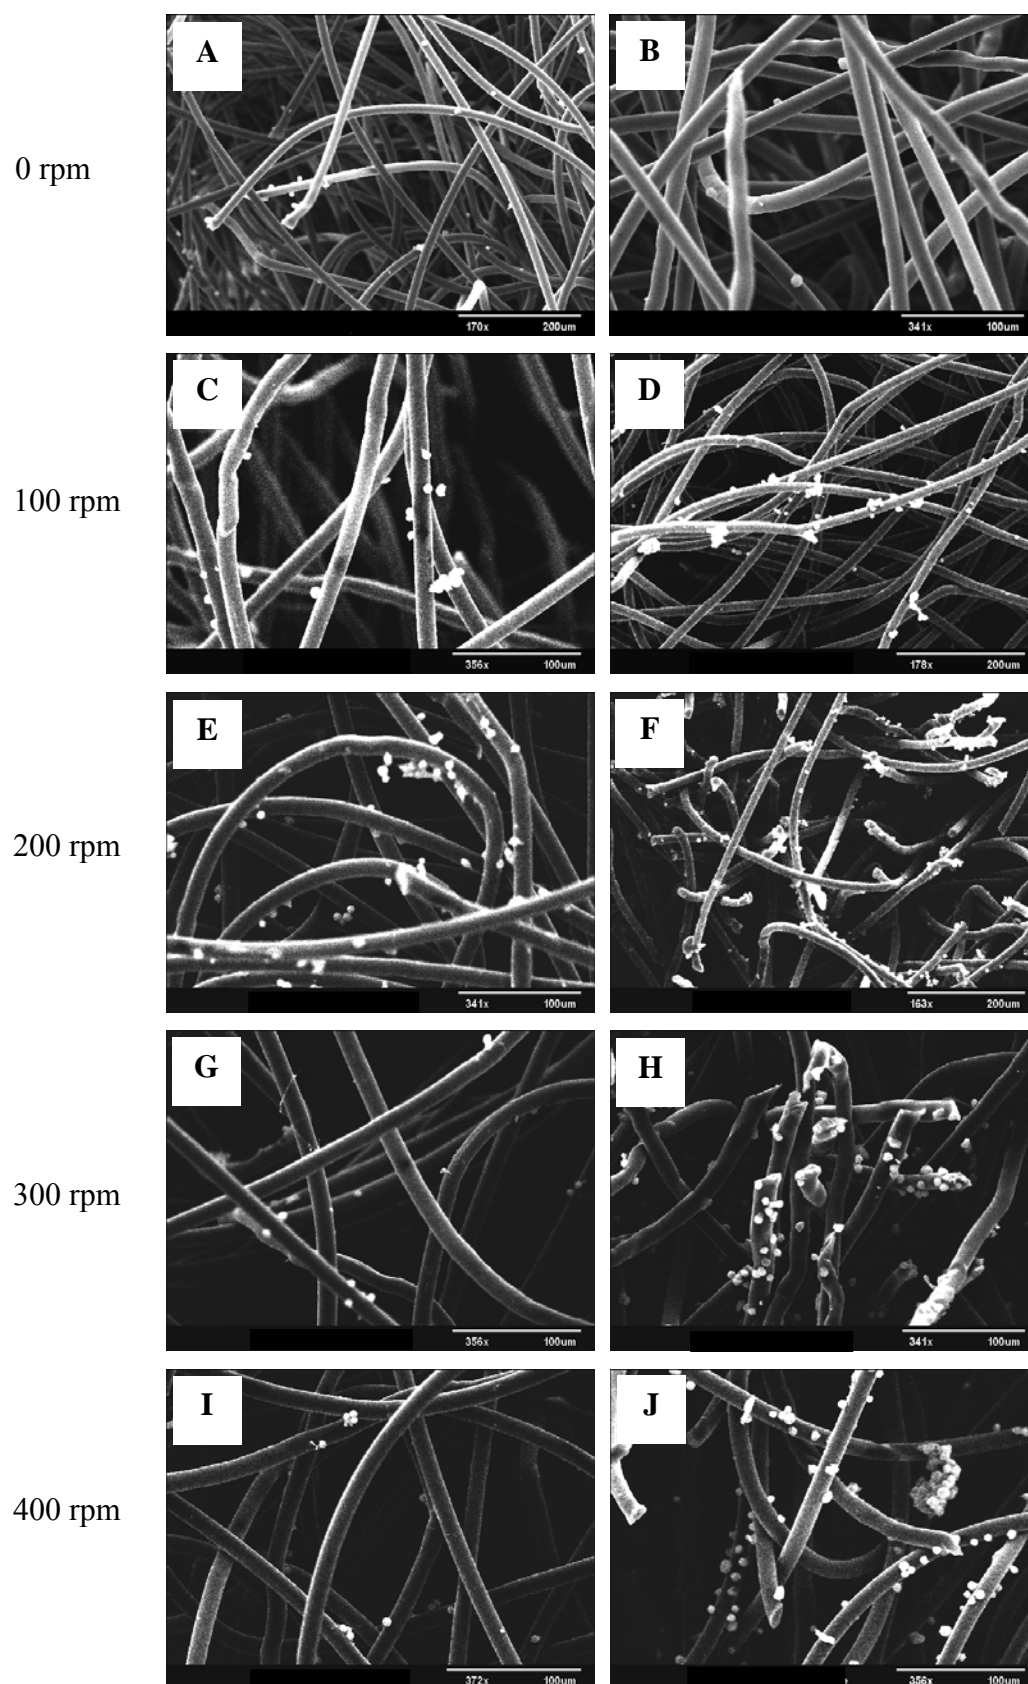 A
B
0 rpm
170x 200um
341x 100um
C
D
100 rpm
356x 100um
178x 200um
E
F
200 rpm
341x 100um
163x 200um
G
H
300 rpm
356x 100um
341x 100um
I
J
400 rpm
372x 100um
356x 100um